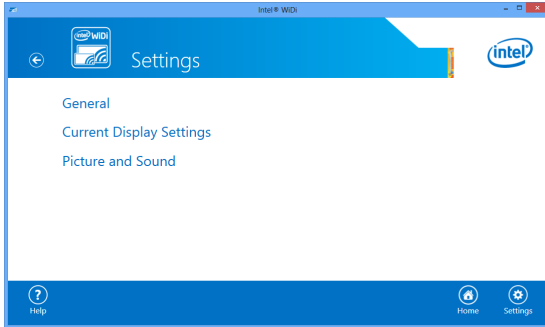 Intel® WiDi
intel WiDi
Settings
intel
General
Current Display Settings
Picture and Sound
?
Help
Home
Settings